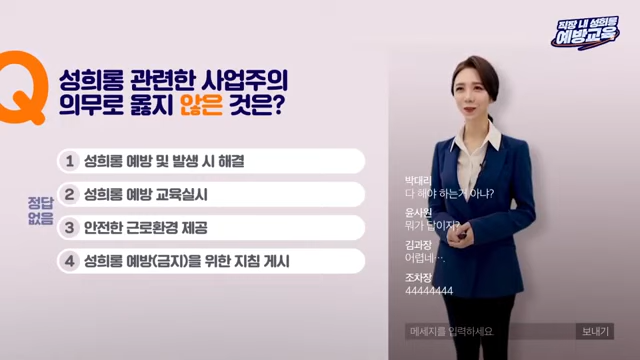 직장 내 성희롱
예방교육
Q
성희롱 관련한 사업주의
의무로 옳지 않은 것은?
1 성희롱 예방 및 발생 시 해결
2 성희롱 예방 교육실시
3 안전한 근로환경 제공
4 성희롱 예방(금지)을 위한 지침 게시
정답
없음
박대리
다 해야 하는거 아냐?
윤사원
뭐가 답이지?
김과장
어렵네….
조차장
44444444
메세지를 입력하세요.
보내기